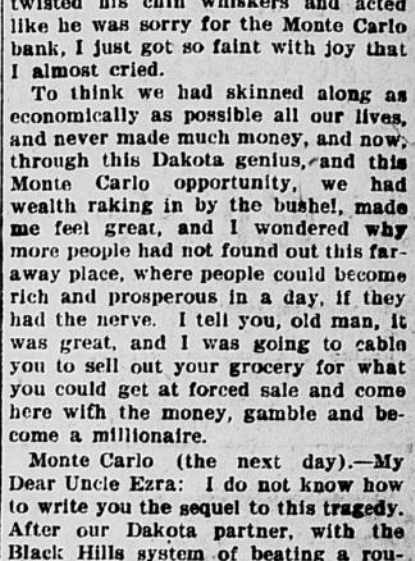 twisted his chin whiskers and acted
like he was sorry for the Monte Carlo
bank, I just got so faint with joy that
I almost cried.
To think we had skinned along as
economically as possible all our lives,
and never made much money, and now,
through this Dakota genius, and this
Monte Carlo opportunity, we had
wealth raking in by the bushel, made
me feel great, and I wondered why
more people had not found out this far-
away place, where people could become
rich and prosperous in a day, if they
had the nerve. I tell you, old man, it
was great, and I was going to cable
you to sell out your grocery for what
you could get at forced sale and come
here with the money, gamble and be-
come a millionaire.
Monte Carlo (the next day).—My
Dear Uncle Ezra: I do not know how
to write you the sequel to this tragedy.
After our Dakota partner, with the
Black Hills system of beating a rou-